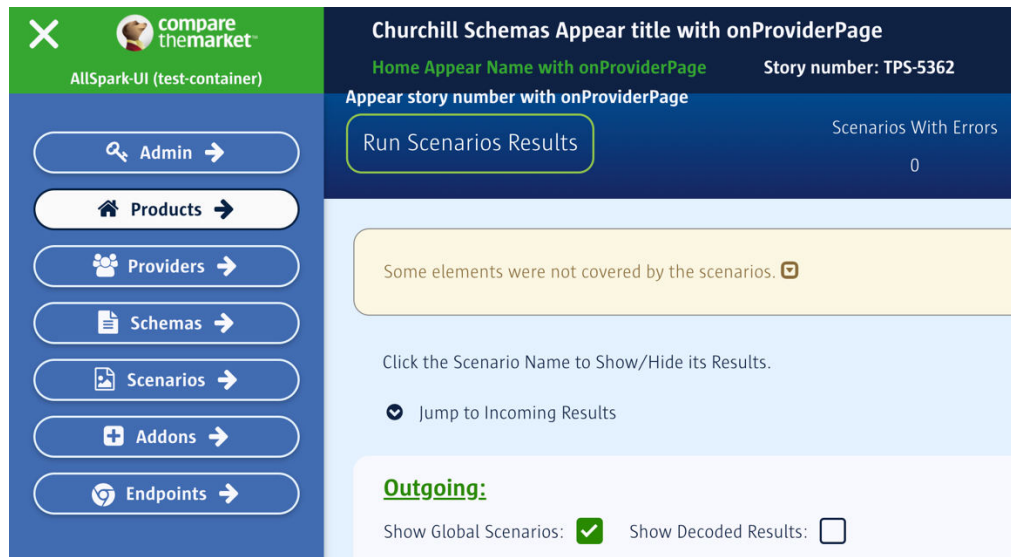 compare
themarket
AllSpark-UI (test-container)
Admin
Products
Providers
Schemas
Scenarios
Addons
Endpoints
Churchill Schemas Appear title with onProviderPage
Home Appear Name with onProviderPage Story number: TPS-5362
Appear story number with onProviderPage
Run Scenarios Results
Scenarios With Errors
0
Some elements were not covered by the scenarios.
Click the Scenario Name to Show/Hide its Results.
Jump to Incoming Results
Outgoing:
Show Global Scenarios: Show Decoded Results: